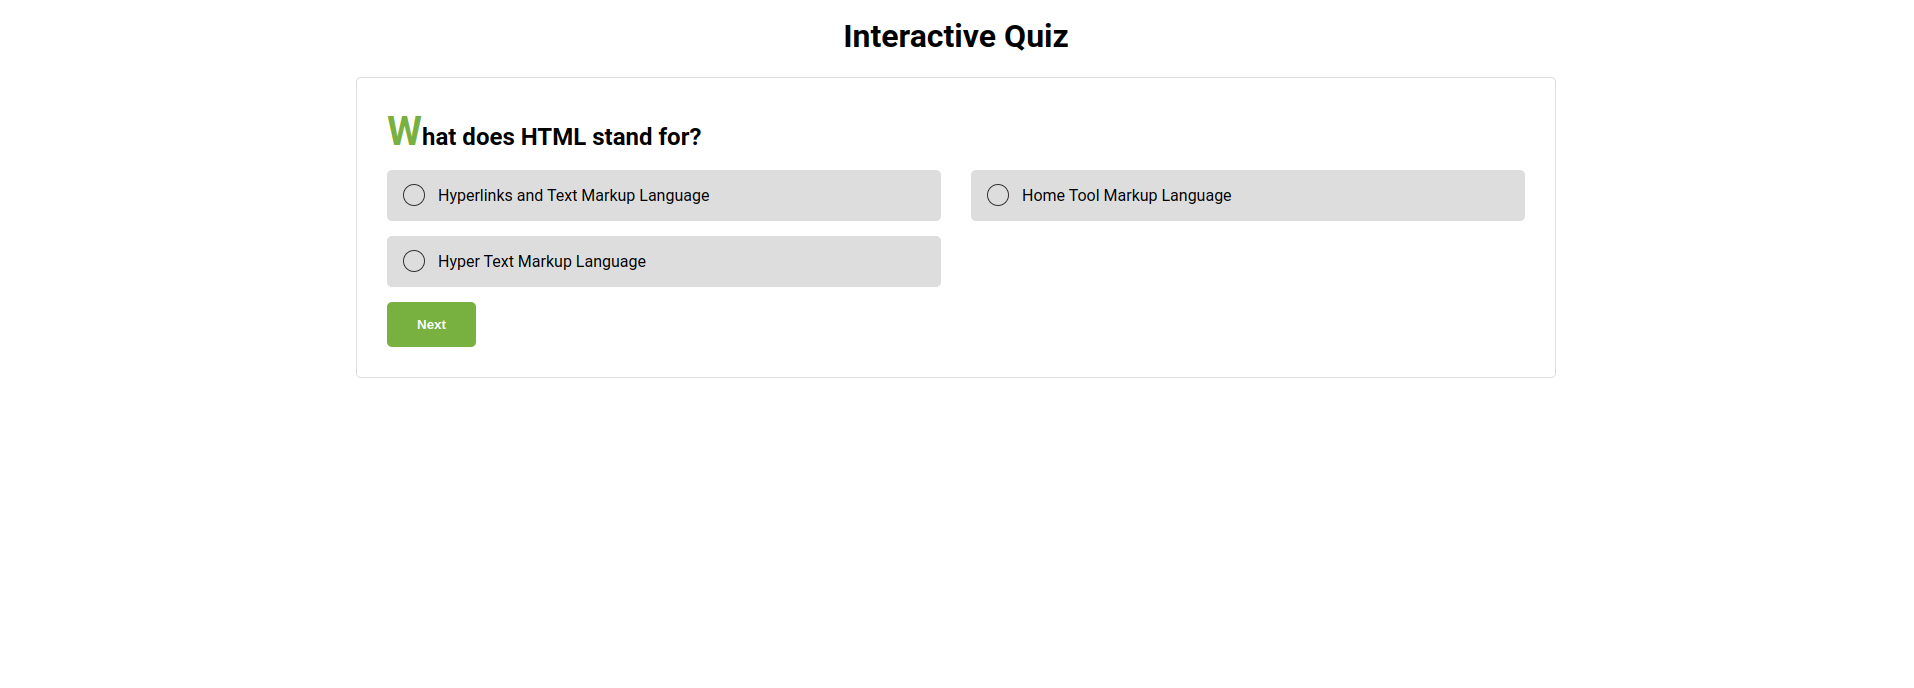 Interactive Quiz
What does HTML stand for?
Hyperlinks and Text Markup Language
Home Tool Markup Language
Hyper Text Markup Language
Next